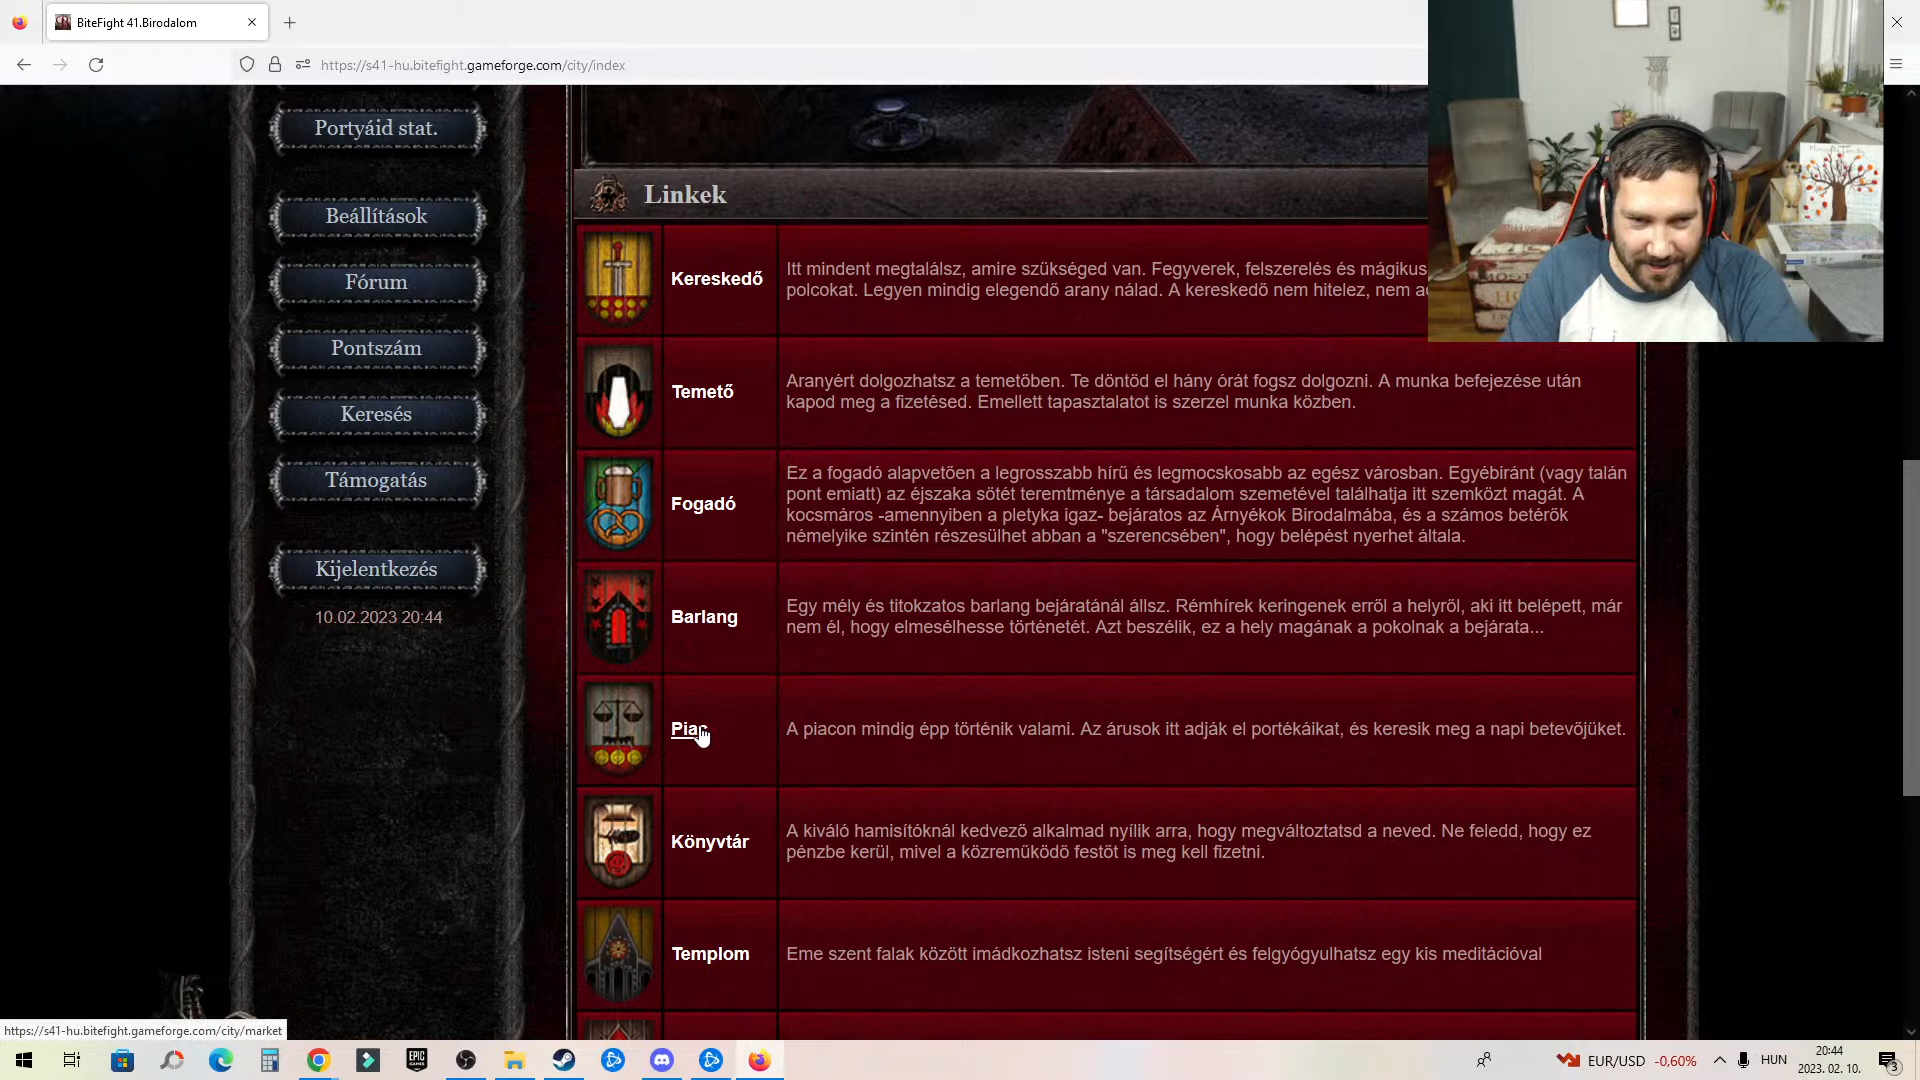 BiteFight 41.Birodalom
https://s41-hu.bitefight.gameforge.com/city/index
Portyáid stat.
Beállítások
Fórum
Pontszám
Keresés
Támogatás
Kijelentkezés
10.02.2023 20:44
Linkek
Kereskedő
Itt mindent megtalálsz, amire szükséged van. Fegyverek, felszerelés és mágikus
polcokat. Legyen mindig elegendő arany nálad. A kereskedő nem hitelez, nem
Temető
Aranyért dolgozhatsz a temetőben. Te döntöd el hány órát fogsz dolgozni. A munka befejezése után
kapod meg a fizetésed. Emellett tapasztalatot is szerzel munka közben.
Fogadó
Ez a fogadó alapvetően a legrosszabb hírű és legmocskosabb az egész városban. Egyébiránt (vagy talán
pont emiatt) az éjszaka sötét teremtménye a társadalom szemetével találhatja itt szemközt magát. A
kocsmáros -amennyiben a pletyka igaz- bejáratos az Árnyékok Birodalmába, és a számos betérők
némelyike szintén részesülhet abban a "szerencsében", hogy belépést nyerhet általa.
Barlang
Egy mély és titokzatos barlang bejáratánál állsz. Rémhírek keringenek erről a helyről, aki itt belépett, már
nem él, hogy elmesélhesse történetét. Azt beszélik, ez a hely magának a pokolnak a bejárata...
Piac
A piacon mindig épp történik valami. Az árusok itt adják el portékáikat, és keresik meg a napi betevőjüket.
Könyvtár
A kiváló hamisítóknál kedvező alkalmad nyílik arra, hogy megváltoztatsd a neved. Ne feledd, hogy ez
pénzbe kerül, mivel a közreműködő festőt is meg kell fizetni.
Templom
Eme szent falak között imádkozhatsz isteni segítségért és felgyógyulhatsz egy kis meditációval
https://s41-hu.bitefight.gameforge.com/city/market
EPIC
GAMES
EUR/USD -0,60%
HUN
20:44
2023. 02. 10.
3